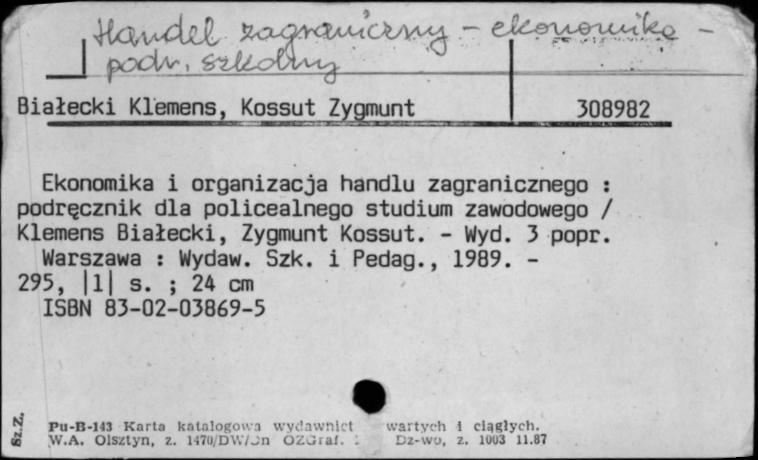 Handel zagraniczny - ekonomika -
podr. szkolny
Białecki Klemens, Kossut Zygmunt 308982
Ekonomika i organizacja handlu zagranicznego :
podręcznik dla policealnego studium zawodowego /
Klemens Białecki, Zygmunt Kossut. - Wyd. 3 popr.
Warszawa : Wydaw. Szk. i Pedag., 1989. -
295, |1| s. ; 24 cm
ISBN 83-02-03869-5
Sz.Z.
Pu-B-143 Karta katalogowa wydawnict wartych i ciągłych.
W.A. Olsztyn, z. 1470/DW/Jn OZGraf. Dz-wo, z. 1003 11.87